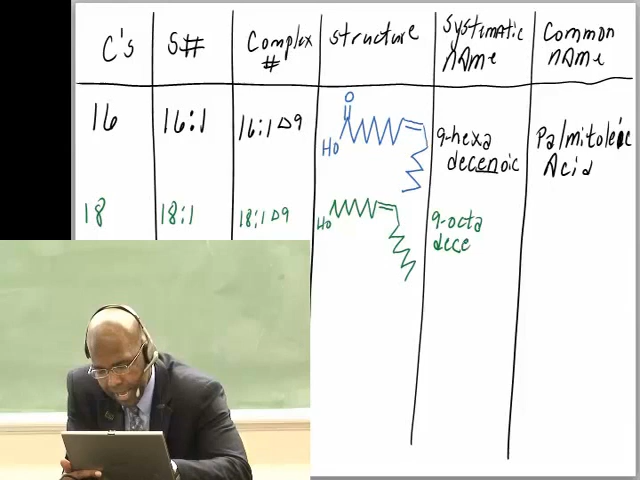 C's S# Complex # Structure Systematic NAme Common NAme
16 16:1 16:1Δ9 O HO 9-hexa decenoic Palmitoleic Acid
18 18:1 18:1Δ9 HO 9-octa dece